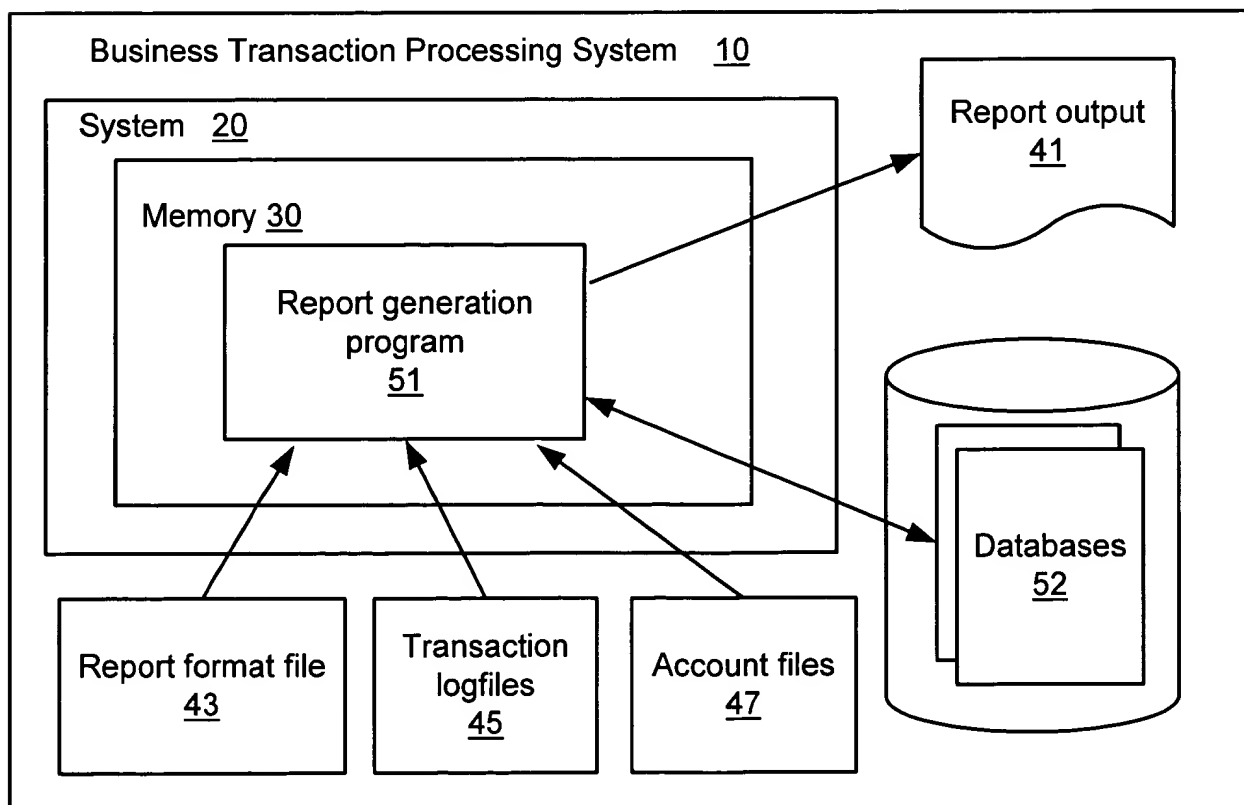 Business Transaction Processing System 10
System 20
Memory 30
Report generation
program
51
Report output
41
Databases
52
Report format file
43
Transaction
logfiles
45
Account files
47